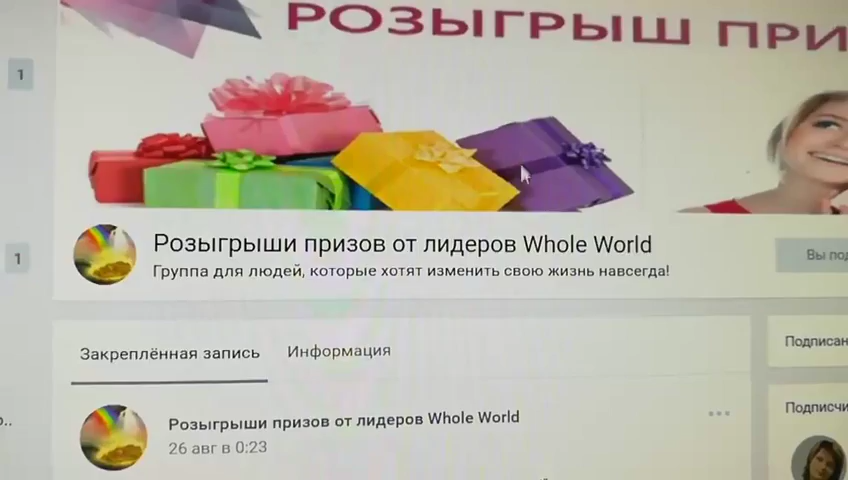 РОЗЫГРЫШ ПРИ
1
Розыгрыши призов от лидеров Whole World
Группа для людей, которые хотят изменить свою жизнь навсегда!
1
Вы под
Закреплённая запись
Информация
Подписан
Розыгрыши призов от лидеров Whole World
26 авг в 0:23
Подписчи